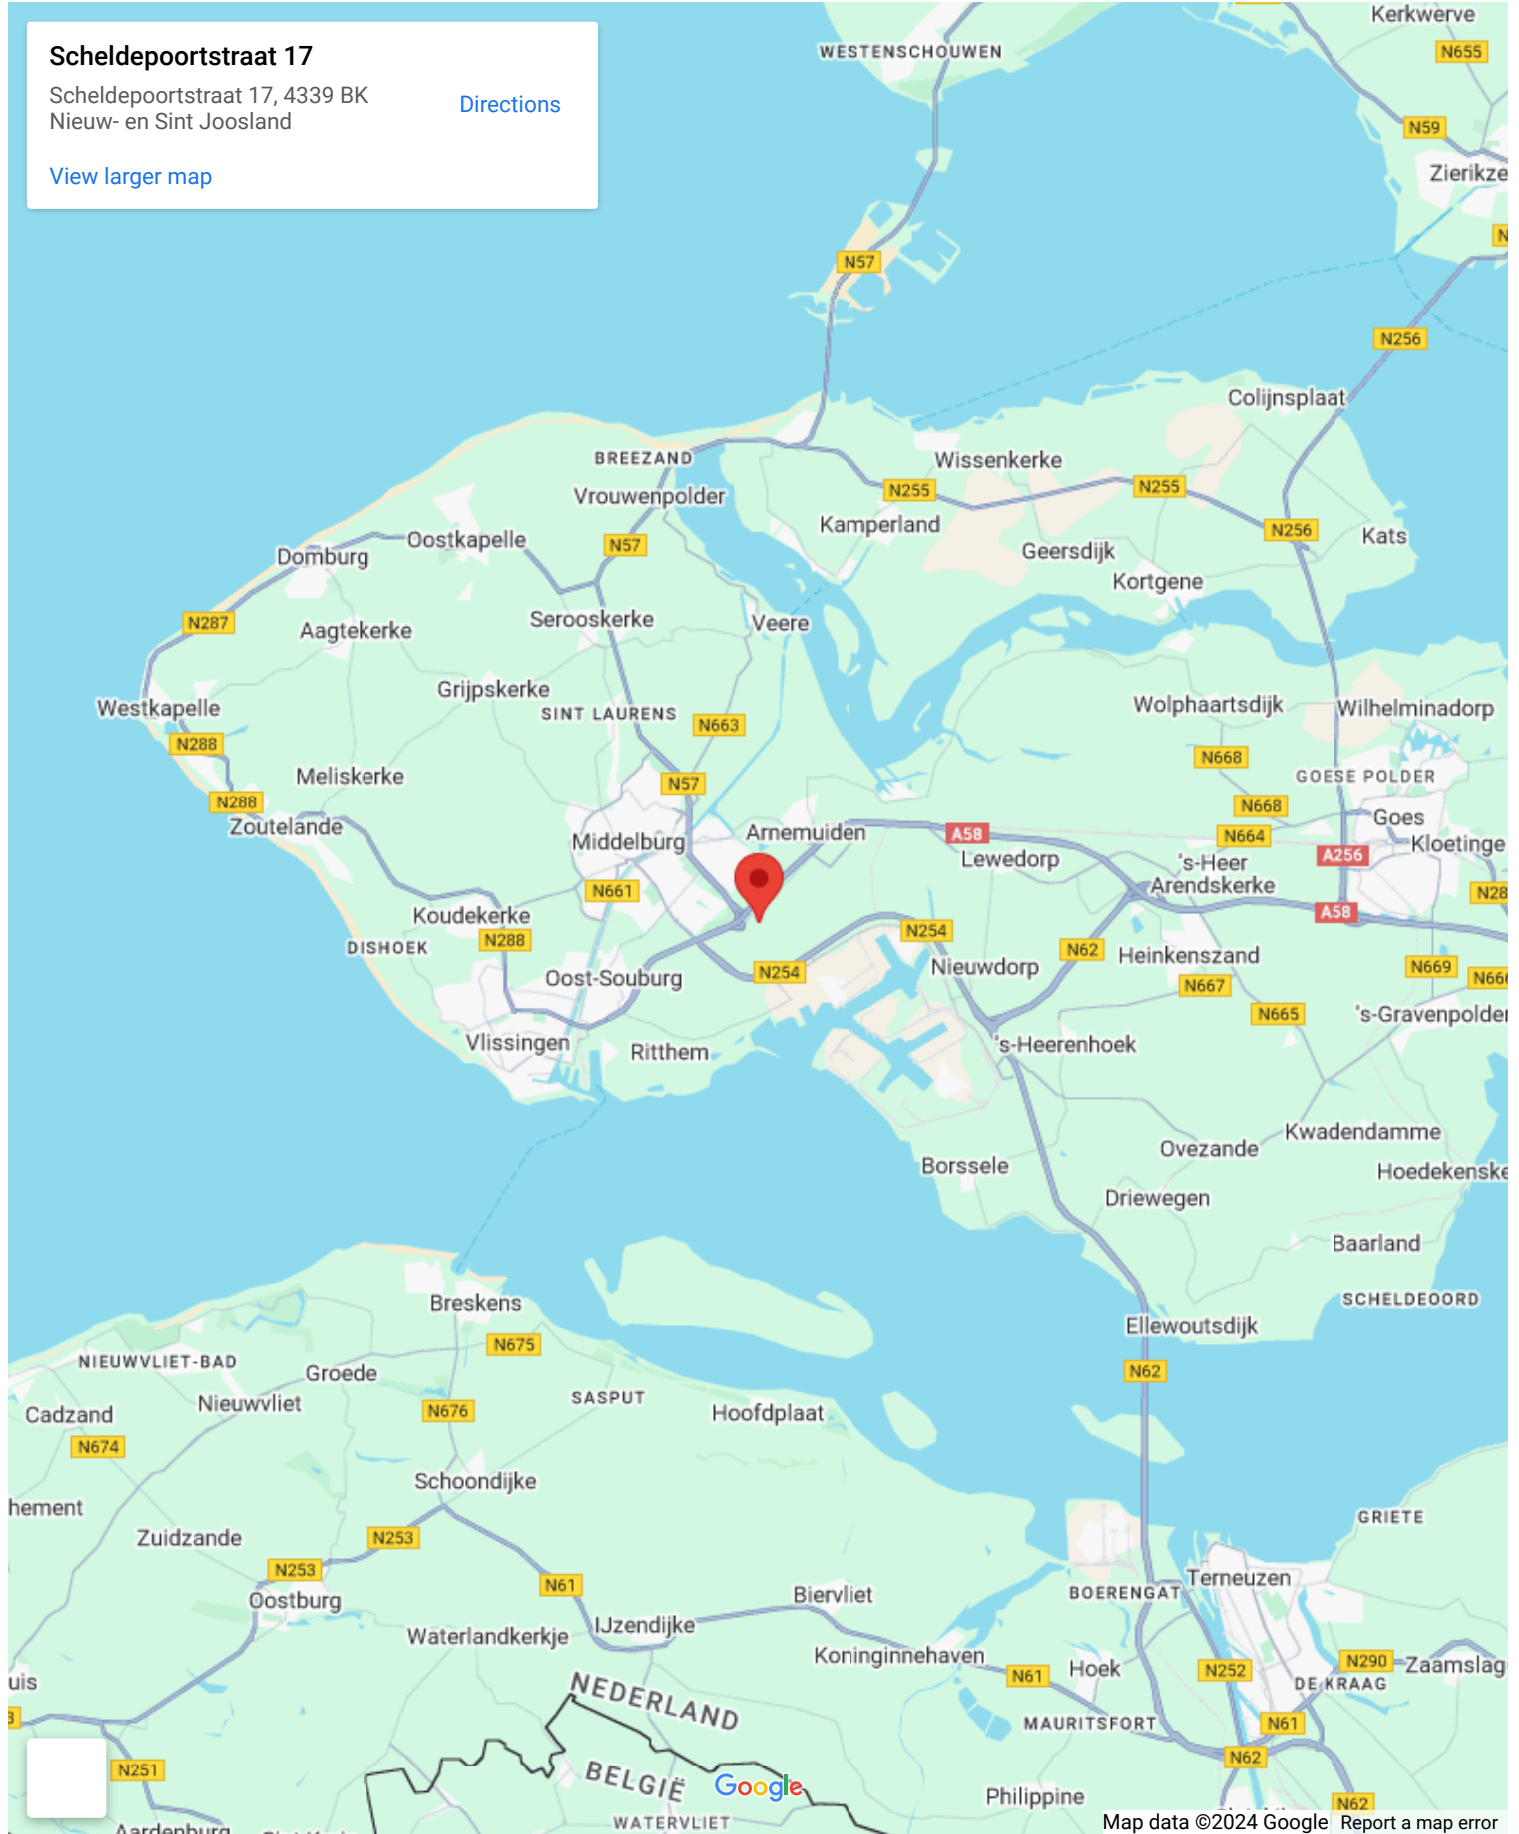 Scheldepoortstraat 17
Scheldepoortstraat 17, 4339 BK
Nieuw- en Sint Joosland
Directions
View larger map
Kerkwerve
WESTENSCHOUWEN
N655
N59
Zierikze
N57
N256
Colijnsplaat
BREEZAND
Wissenkerke
Vrouwenpolder
N255
N255
Kamperland
N256
Kats
Oostkapelle
N57
Domburg
Geersdijk
Kortgene
N287
Aagtekerke
Serooskerke
Veere
Grijpskerke
Westkapelle
SINT LAURENS
N663
Wolphaartsdijk
Wilhelminadorp
N288
N668
Meliskerke
N57
GOESE POLDER
N288
N668
Zoutelande
Goes
Arnemuiden
A58
N664
Middelburg
Kloetinge
Lewedorp
A256
's-Heer
Arendskerke
N661
N28
Koudekerke
A58
N288
N254
DISHOEK
N62
Heinkenszand
Nieuwdorp
N669
N254
Oost-Souburg
N666
N667
N665
's-Gravenpolder
Vlissingen
Ritthem
's-Heerenhoek
Kwadendamme
Ovezande
Borssele
Hoedekenske
Driewegen
Baarland
SCHELDEOORD
Breskens
Ellewoutsdijk
N675
NIEUWVLIET-BAD
Groede
N62
SASPUT
Nieuwvliet
Cadzand
N676
Hoofdplaat
N674
Schoondijke
hement
GRIETE
Zuidzande
N253
N253
Terneuzen
N61
BOERENGAT
Biervliet
Oostburg
IJzendijke
Waterlandkerkje
Koninginnehaven
N290
Zaamslag
Hoek
N252
N61
uis
DE KRAAG
NEDERLAND
MAURITSFORT
N61
N62
N251
BELGIË
Google
Philippine
N62
WATERVLIET
Aardenburg
Map data ©2024 Google
Report a map error